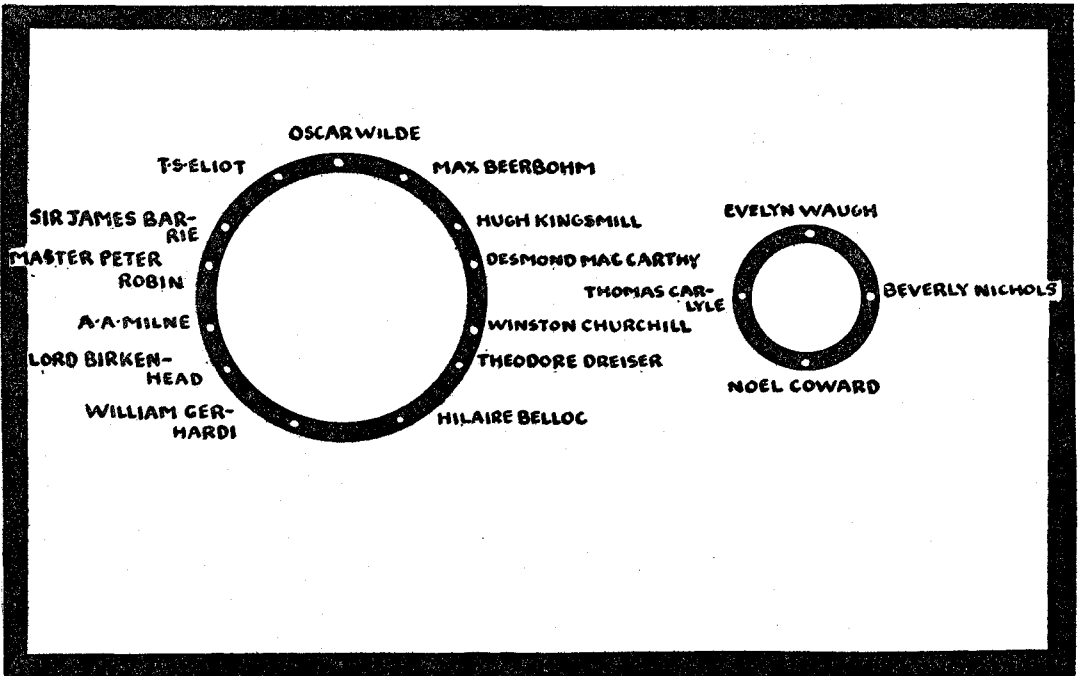 OSCAR WILDE
T·S·ELIOT
MAX BEERBOHM
SIR JAMES BAR-
RIE
HUGH KINGSMILL
MASTER PETER
ROBIN
DESMOND MAC CARTHY
A·A·MILNE
WINSTON CHURCHILL
LORD BIRKEN-
HEAD
THEODORE DREISER
WILLIAM GER-
HARDI
HILAIRE BELLOC
EVELYN WAUGH
THOMAS CAR-
LYLE
BEVERLY NICHOLS
NOEL COWARD